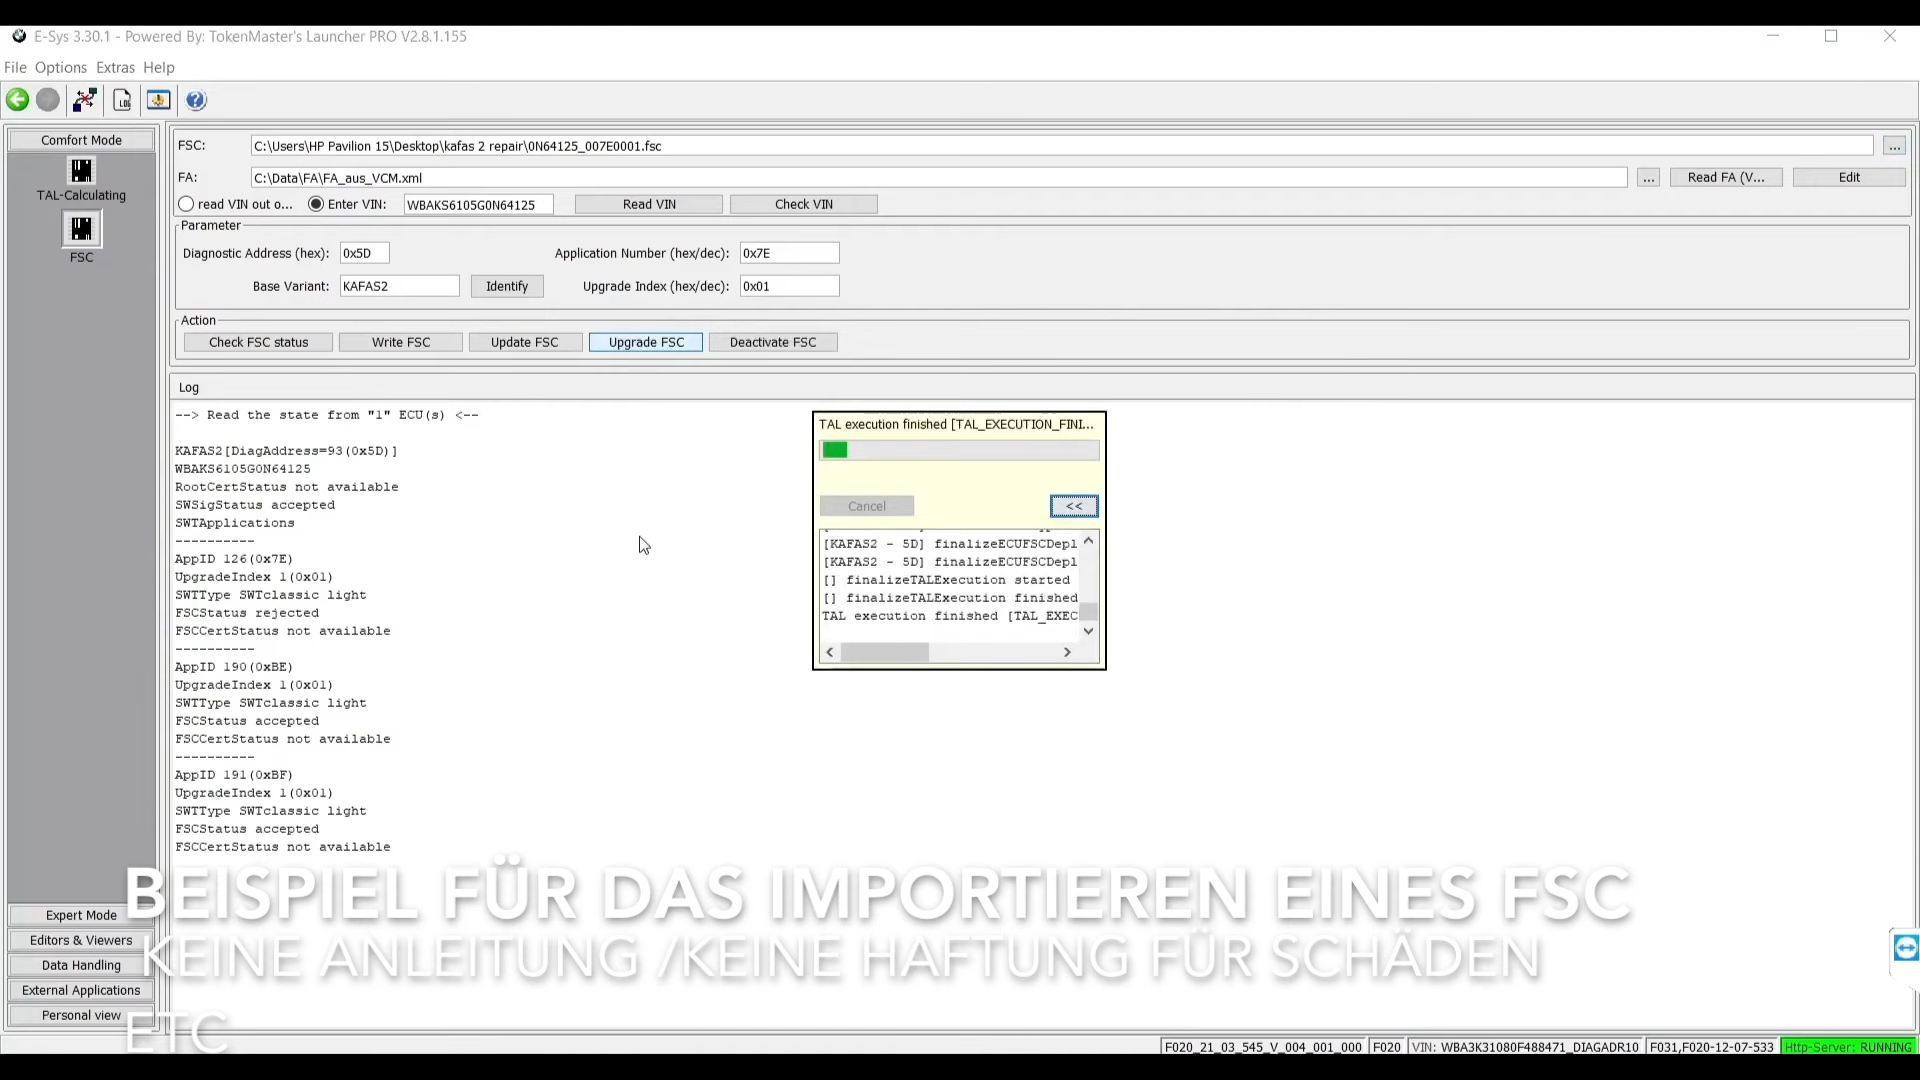 E-Sys 3.30.1 - Powered By: TokenMaster's Launcher PRO V2.8.1.155
File Options Extras Help
LOG
Comfort Mode
TAL-Calculating
FSC
FSC: C:\Users\HP Pavilion 15\Desktop\kafas 2 repair\0N64125_007E0001.fsc ...
FA: C:\Data\FA\FA_aus_VCM.xml ... Read FA (V... Edit
read VIN out o... Enter VIN: WBAKS6105G0N64125 Read VIN Check VIN
Parameter
Diagnostic Address (hex): 0x5D Application Number (hex/dec): 0x7E
Base Variant: KAFAS2 Identify Upgrade Index (hex/dec): 0x01
Action
Check FSC status Write FSC Update FSC Upgrade FSC Deactivate FSC
Log
--> Read the state from "1" ECU(s) <--
KAFAS2[DiagAddress=93(0x5D)]
WBAKS6105G0N64125
RootCertStatus not available
SWSigStatus accepted
SWTApplications
----------
AppID 126(0x7E)
UpgradeIndex 1(0x01)
SWTType SWTclassic light
FSCStatus rejected
FSCCertStatus not available
----------
AppID 190(0xBE)
UpgradeIndex 1(0x01)
SWTType SWTclassic light
FSCStatus accepted
FSCCertStatus not available
----------
AppID 191(0xBF)
UpgradeIndex 1(0x01)
SWTType SWTclassic light
FSCStatus accepted
FSCCertStatus not available
TAL execution finished [TAL_EXECUTION_FINI...
Cancel <<
[KAFAS2 - 5D] finalizeECUFSCDepl
[KAFAS2 - 5D] finalizeECUFSCDepl
[] finalizeTALExecution started
[] finalizeTALExecution finished
TAL execution finished [TAL_EXEC
BEISPIEL FÜR DAS IMPORTIEREN EINES FSC
KEINE ANLEITUNG /KEINE HAFTUNG FÜR SCHÄDEN
ETC
Expert Mode
Editors & Viewers
Data Handling
External Applications
Personal view
F020_21_03_545_V_004_001_000 F020 VIN: WBA3K31080F488471_DIAGADR10 F031,F020-12-07-533 Http-Server: RUNNING